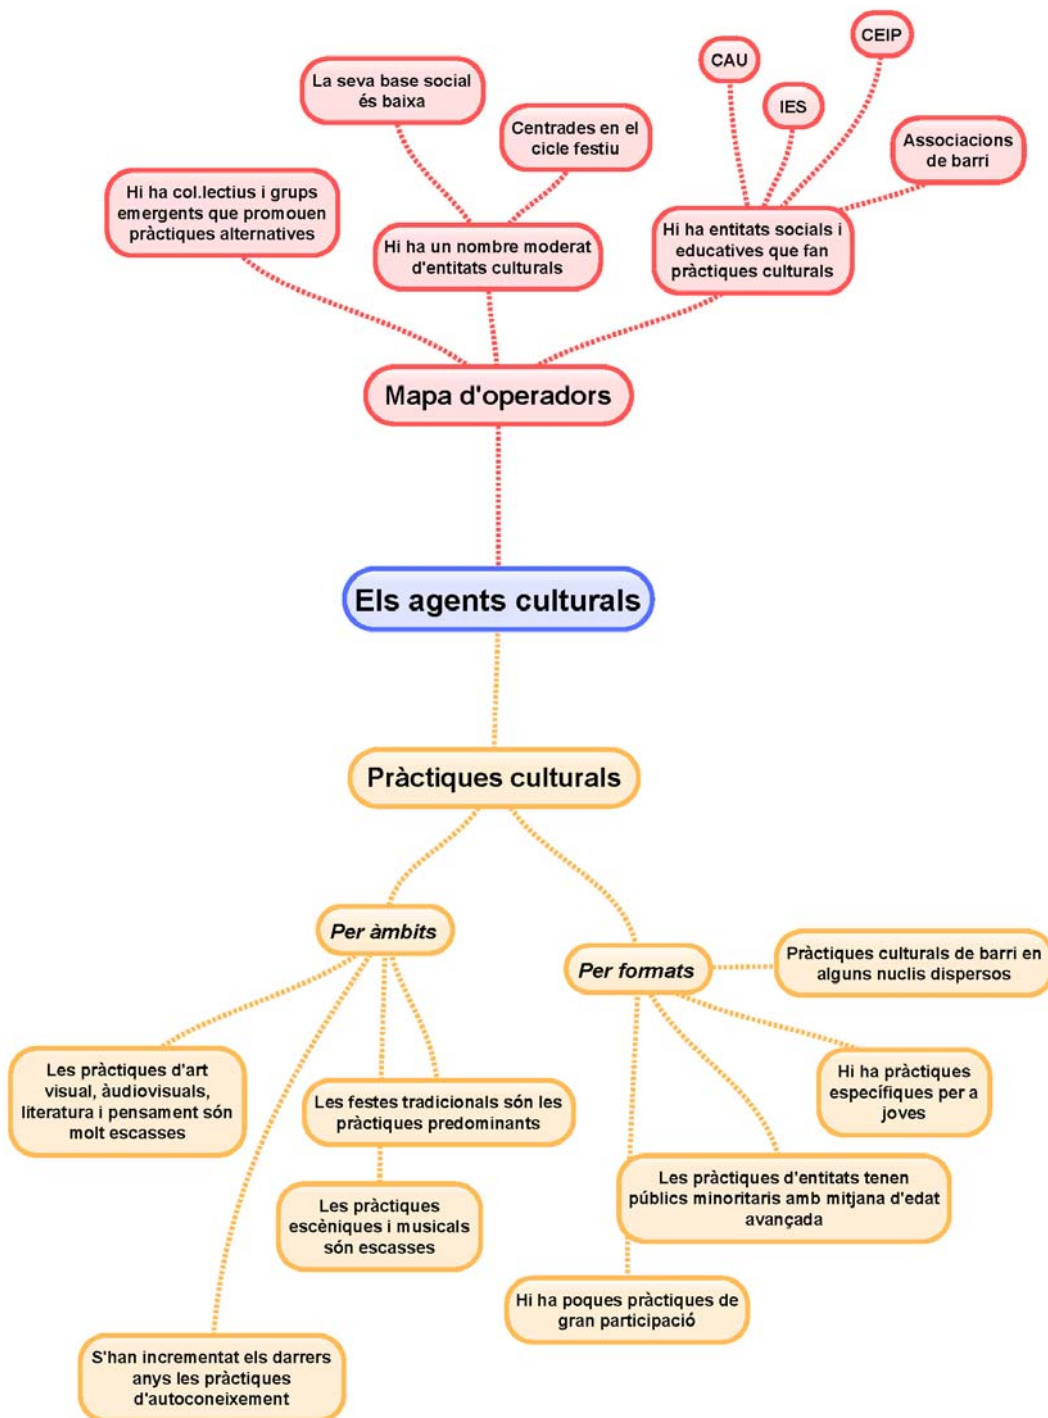 CEIP
CAU
La seva base social
és baixa
IES
Centrades en el
cicle festiu
Associacions
de barri
Hi ha col.lectius i grups
emergents que promouen
pràctiques alternatives
Hi ha un nombre moderat
d'entitats culturals
Hi ha entitats socials i
educatives que fan
pràctiques culturals
Mapa d'operadors
Els agents culturals
Pràctiques culturals
Per àmbits
Per formats
Pràctiques culturals de barri en
alguns nuclis dispersos
Les pràctiques d'art
visual, àudiovisuals,
literatura i pensament són
molt escasses
Les festes tradicionals són les
pràctiques predominants
Hi ha pràctiques
específiques per a
joves
Les pràctiques
escèniques i musicals
són escasses
Les pràctiques d'entitats tenen
públics minoritaris amb mitjana d'edat
avançada
Hi ha poques pràctiques de
gran participació
S'han incrementat els darrers
anys les pràctiques
d'autoconeixement